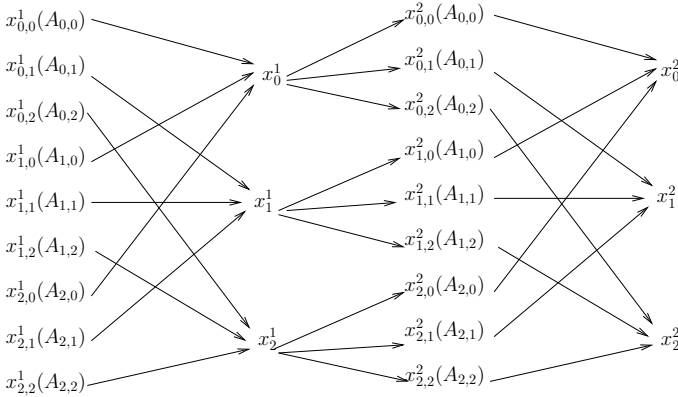 x^1_{0,0}(A_{0,0})
x^1_{0,1}(A_{0,1})
x^1_{0,2}(A_{0,2})
x^1_{1,0}(A_{1,0})
x^1_{1,1}(A_{1,1})
x^1_{1,2}(A_{1,2})
x^1_{2,0}(A_{2,0})
x^1_{2,1}(A_{2,1})
x^1_{2,2}(A_{2,2})
x^1_0
x^1_1
x^1_2
x^2_{0,0}(A_{0,0})
x^2_{0,1}(A_{0,1})
x^2_{0,2}(A_{0,2})
x^2_{1,0}(A_{1,0})
x^2_{1,1}(A_{1,1})
x^2_{1,2}(A_{1,2})
x^2_{2,0}(A_{2,0})
x^2_{2,1}(A_{2,1})
x^2_{2,2}(A_{2,2})
x^2_0
x^2_1
x^2_2